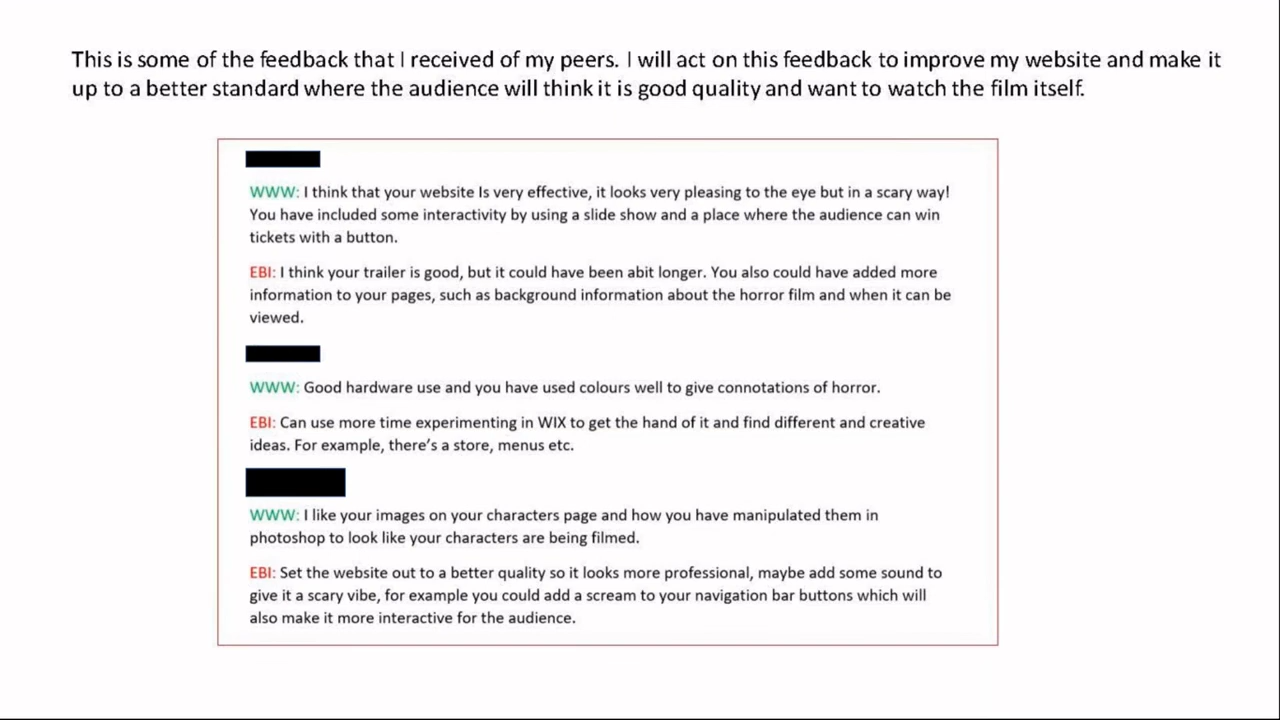 This is some of the feedback that I received of my peers. I will act on this feedback to improve my website and make it
up to a better standard where the audience will think it is good quality and want to watch the film itself.
WWW: I think that your website Is very effective, it looks very pleasing to the eye but in a scary way!
You have included some interactivity by using a slide show and a place where the audience can win
tickets with a button.
EBI: I think your trailer is good, but it could have been abit longer. You also could have added more
information to your pages, such as background information about the horror film and when it can be
viewed.
WWW: Good hardware use and you have used colours well to give connotations of horror.
EBI: Can use more time experimenting in WIX to get the hand of it and find different and creative
ideas. For example, there's a store, menus etc.
WWW: I like your images on your characters page and how you have manipulated them in
photoshop to look like your characters are being filmed.
EBI: Set the website out to a better quality so it looks more professional, maybe add some sound to
give it a scary vibe, for example you could add a scream to your navigation bar buttons which will
also make it more interactive for the audience.